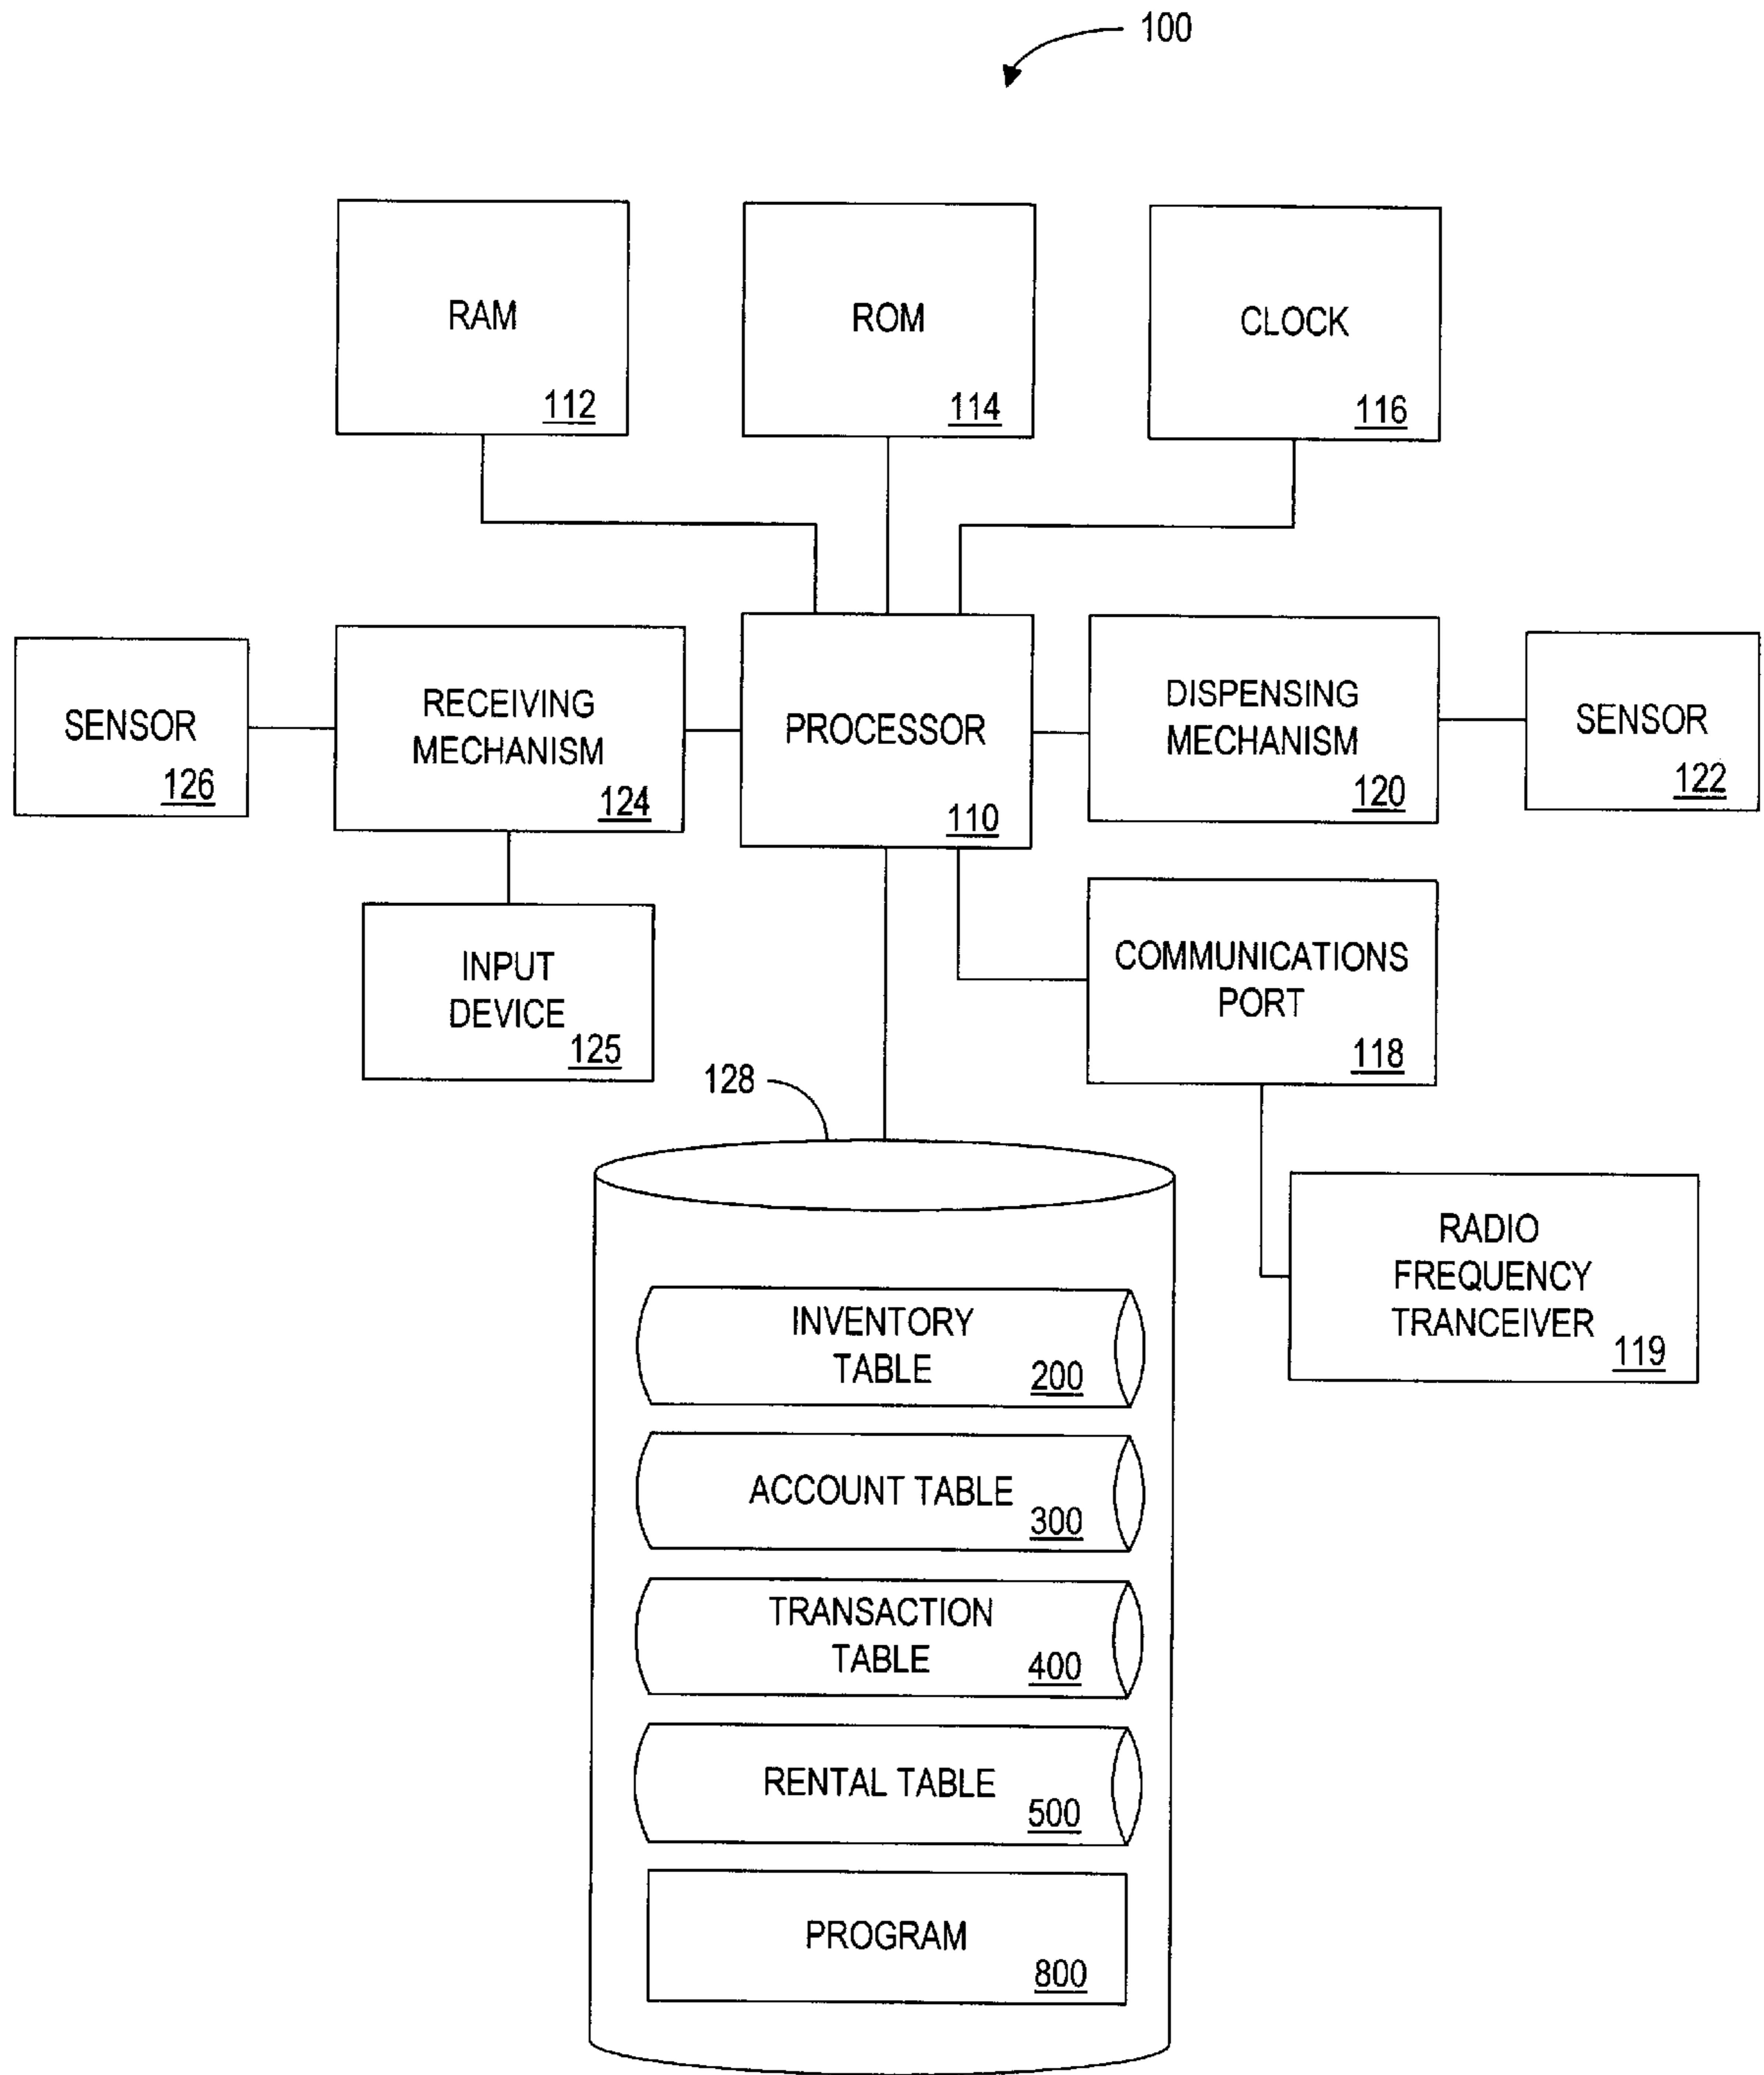 100
RAM
112
ROM
114
CLOCK
116
SENSOR
126
RECEIVING
MECHANISM
124
PROCESSOR
110
DISPENSING
MECHANISM
120
SENSOR
122
INPUT
DEVICE
125
COMMUNICATIONS
PORT
118
128
RADIO
FREQUENCY
TRANCEIVER
119
INVENTORY
TABLE
200
ACCOUNT TABLE
300
TRANSACTION
TABLE
400
RENTAL TABLE
500
PROGRAM
800